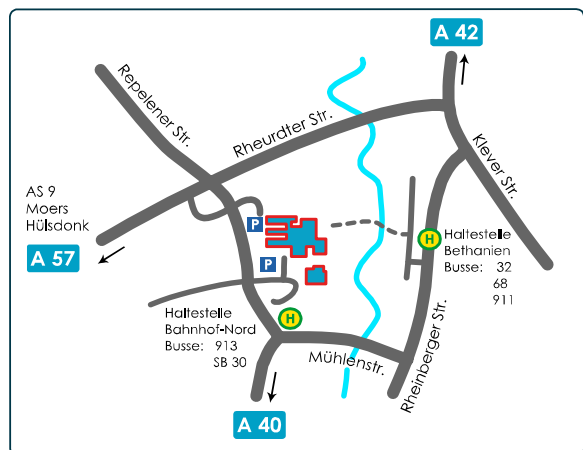 A 42
Repelener Str.
Rheurdter Str.
Klever Str.
AS 9
Moers
Hülsdonk
A 57
P
P
H
Haltestelle
Bethanien
Busse: 32
68
911
Haltestelle
Bahnhof-Nord
Busse: 913
SB 30
H
Mühlenstr.
Rheinberger Str.
A 40